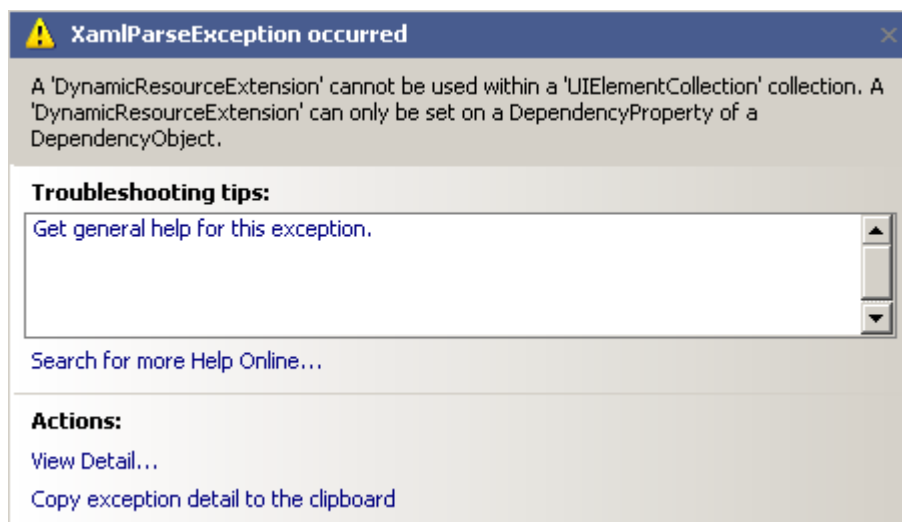 XamlParseException occurred
A 'DynamicResourceExtension' cannot be used within a 'UIElementCollection' collection. A
'DynamicResourceExtension' can only be set on a DependencyProperty of a
DependencyObject.
Troubleshooting tips:
Get general help for this exception.
Search for more Help Online...
Actions:
View Detail...
Copy exception detail to the clipboard